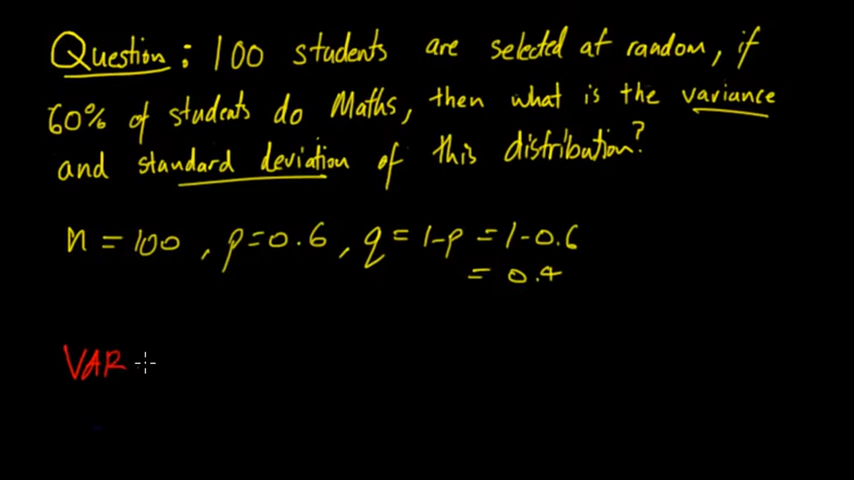 Question: 100 students are selected at random, if
60% of students do Maths, then what is the variance
and standard deviation of this distribution?
n = 100, p=0.6, q = 1-p = 1-0.6
= 0.4
VAR